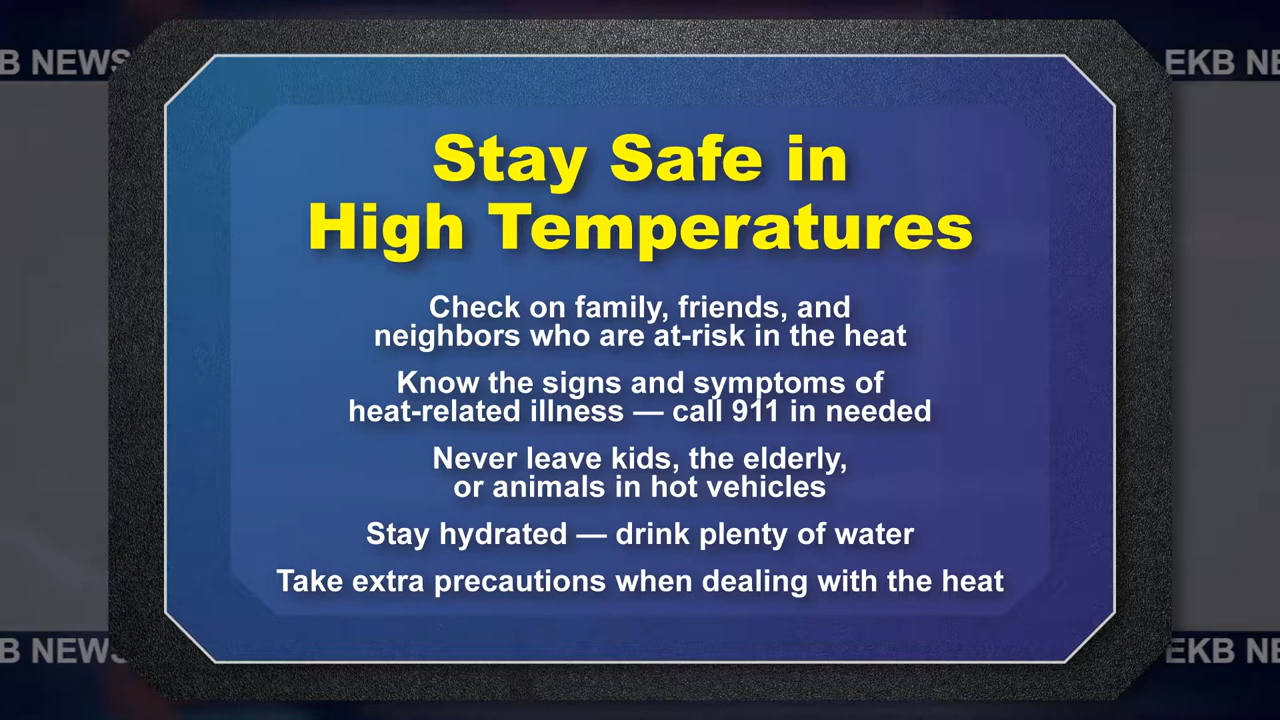 B NEWS
EKB NE
Stay Safe in
High Temperatures
Check on family, friends, and
neighbors who are at-risk in the heat
Know the signs and symptoms of
heat-related illness — call 911 in needed
Never leave kids, the elderly,
or animals in hot vehicles
Stay hydrated — drink plenty of water
Take extra precautions when dealing with the heat
B NEWS
EKB NE